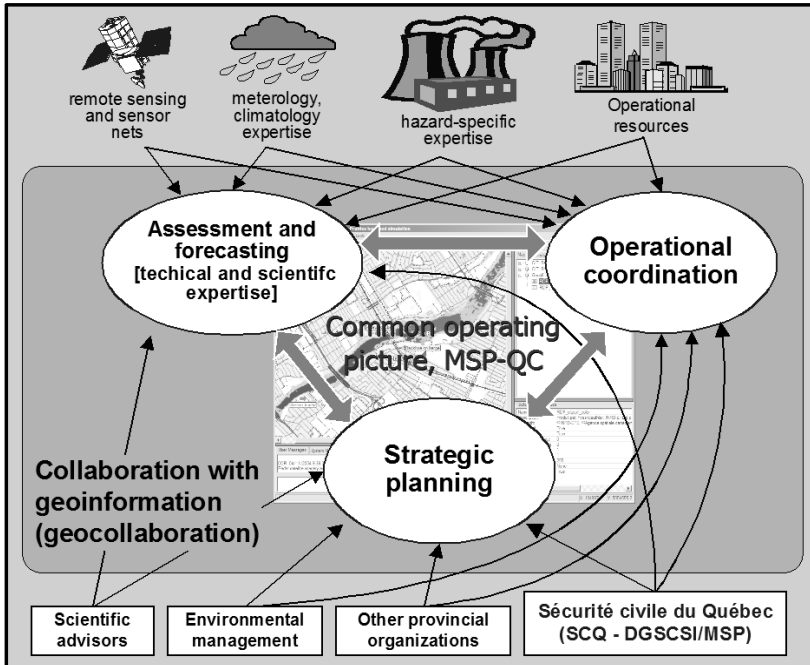 remote sensing
and sensor
nets
meterology,
climatology
expertise
hazard-specific
expertise
Operational
resources
Assessment and
forecasting
[techical and scientifc
expertise]
Operational
coordination
Common operating
picture, MSP-QC
Strategic
planning
Collaboration with
geoinformation
(geocollaboration)
Scientific
advisors
Environmental
management
Other provincial
organizations
Sécurité civile du Québec
(SCQ - DGSCSI/MSP)